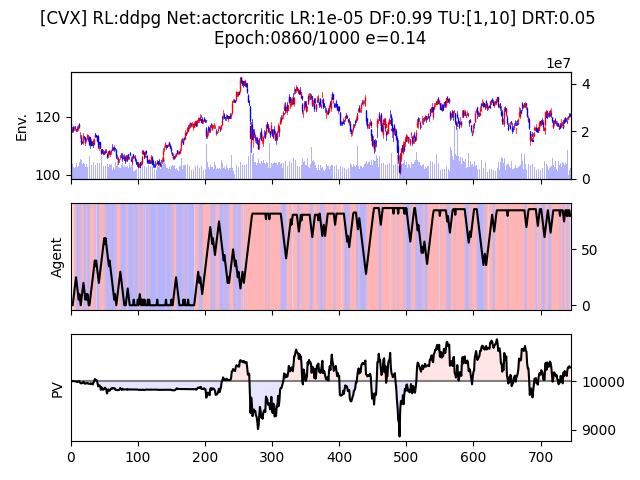 [CVX] RL:ddpg Net:actorcritic LR:1e-05 DF:0.99 TU:[1,10] DRT:0.05
Epoch:0860/1000 e=0.14
1e7
Env.
120
100
4
2
0
Agent
50
0
PV
10000
9000
0 100 200 300 400 500 600 700